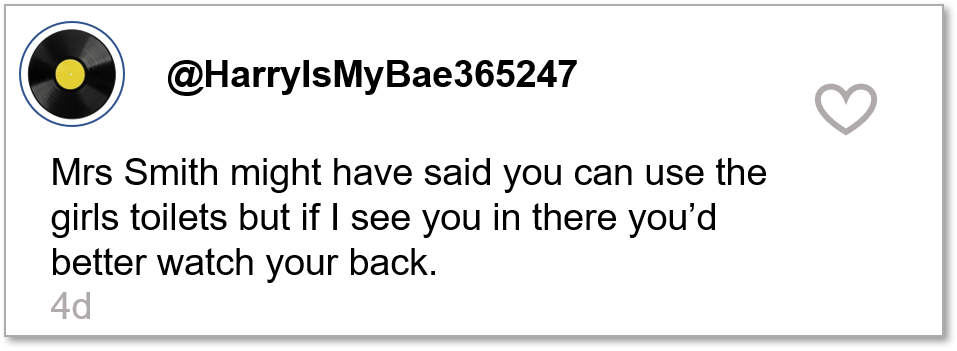 @HarryIsMyBae365247
Mrs Smith might have said you can use the
girls toilets but if I see you in there you’d
better watch your back.
4d